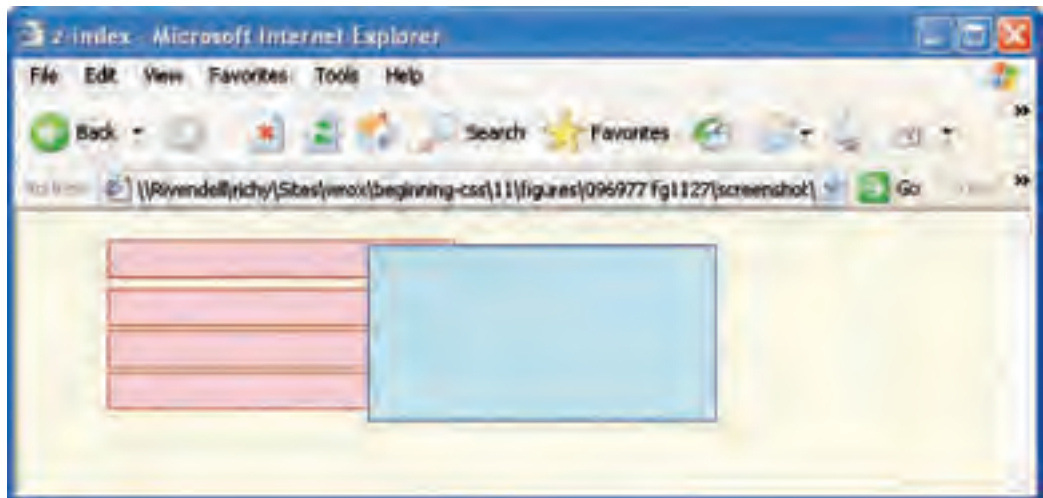 z-index - Microsoft Internet Explorer
File Edit View Favorites Tools Help
Back Search Favorites
\\Rivendell\richy\Sites\wrox\beginning-css\11\figures\096977 fg1127\screenshot\ Go